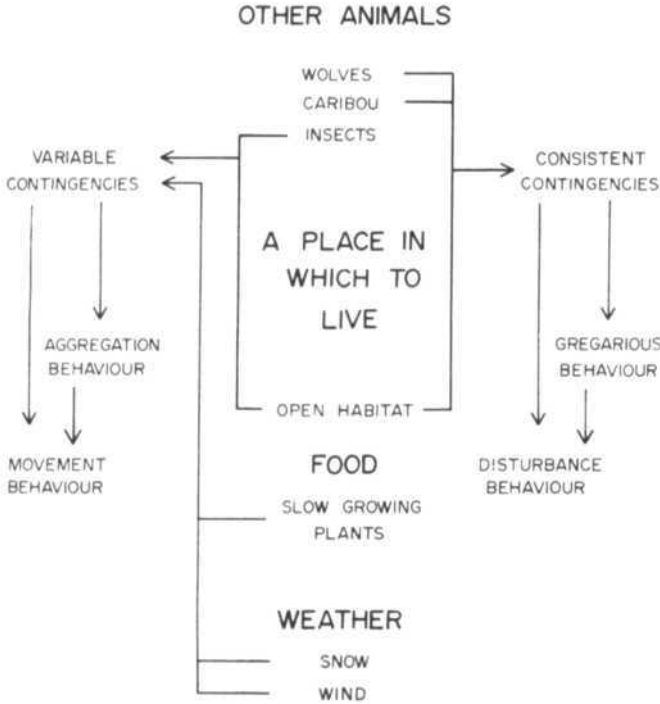 OTHER ANIMALS
WOLVES
CARIBOU
INSECTS
VARIABLE
CONTINGENCIES
CONSISTENT
CONTINGENCIES
A PLACE IN
WHICH TO
LIVE
AGGREGATION
BEHAVIOUR
GREGARIOUS
BEHAVIOUR
OPEN HABITAT
MOVEMENT
BEHAVIOUR
FOOD
DISTURBANCE
BEHAVIOUR
SLOW GROWING
PLANTS
WEATHER
SNOW
WIND